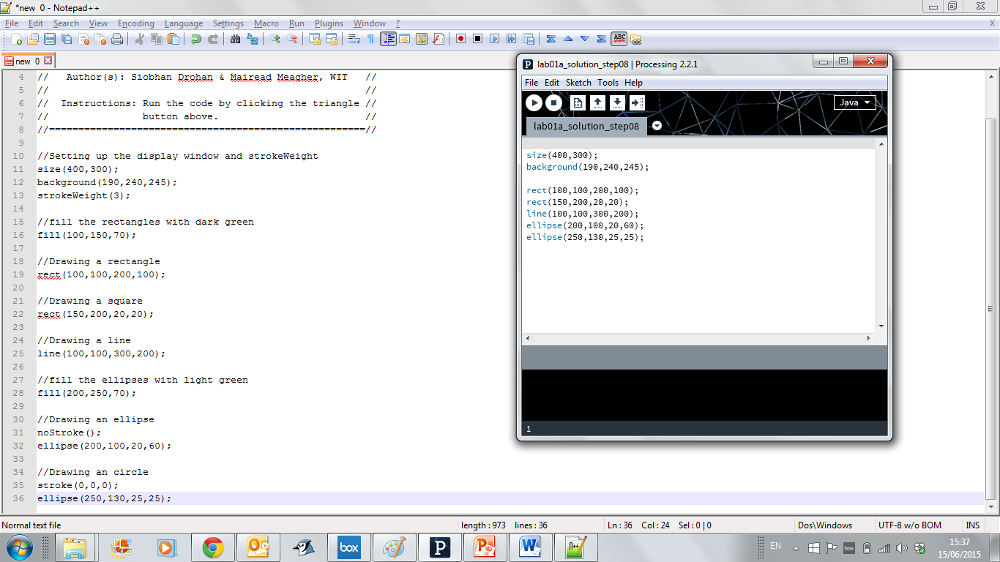 *new  0 - Notepad++
File Edit Search View Encoding Language Settings Macro Run Plugins Window ? X
ABC
new 0
4 //   Author(s): Siobhan Drohan & Mairead Meagher, WIT   //
5 //                                                      //
6 //  Instructions: Run the code by clicking the triangle //
7 //                button above.                         //
8 //======================================================//
9
10 //Setting up the display window and strokeWeight
11 size(400,300);
12 background(190,240,245);
13 strokeWeight(3);
14
15 //fill the rectangles with dark green
16 fill(100,150,70);
17
18 //Drawing a rectangle
19 rect(100,100,200,100);
20
21 //Drawing a square
22 rect(150,200,20,20);
23
24 //Drawing a line
25 line(100,100,300,200);
26
27 //fill the ellipses with light green
28 fill(200,250,70);
29
30 //Drawing an ellipse
31 noStroke();
32 ellipse(200,100,20,60);
33
34 //Drawing an circle
35 stroke(0,0,0);
36 ellipse(250,130,25,25);
P lab01a_solution_step08 | Processing 2.2.1
File Edit Sketch Tools Help
Java
lab01a_solution_step08
size(400,300);
background(190,240,245);
rect(100,100,200,100);
rect(150,200,20,20);
line(100,100,300,200);
ellipse(200,100,20,60);
ellipse(250,130,25,25);
1
Normal text file length : 973 lines : 36 Ln : 36 Col : 24 Sel : 0 | 0 Dos\Windows UTF-8 w/o BOM INS
box P EN box 15:37
15/06/2015